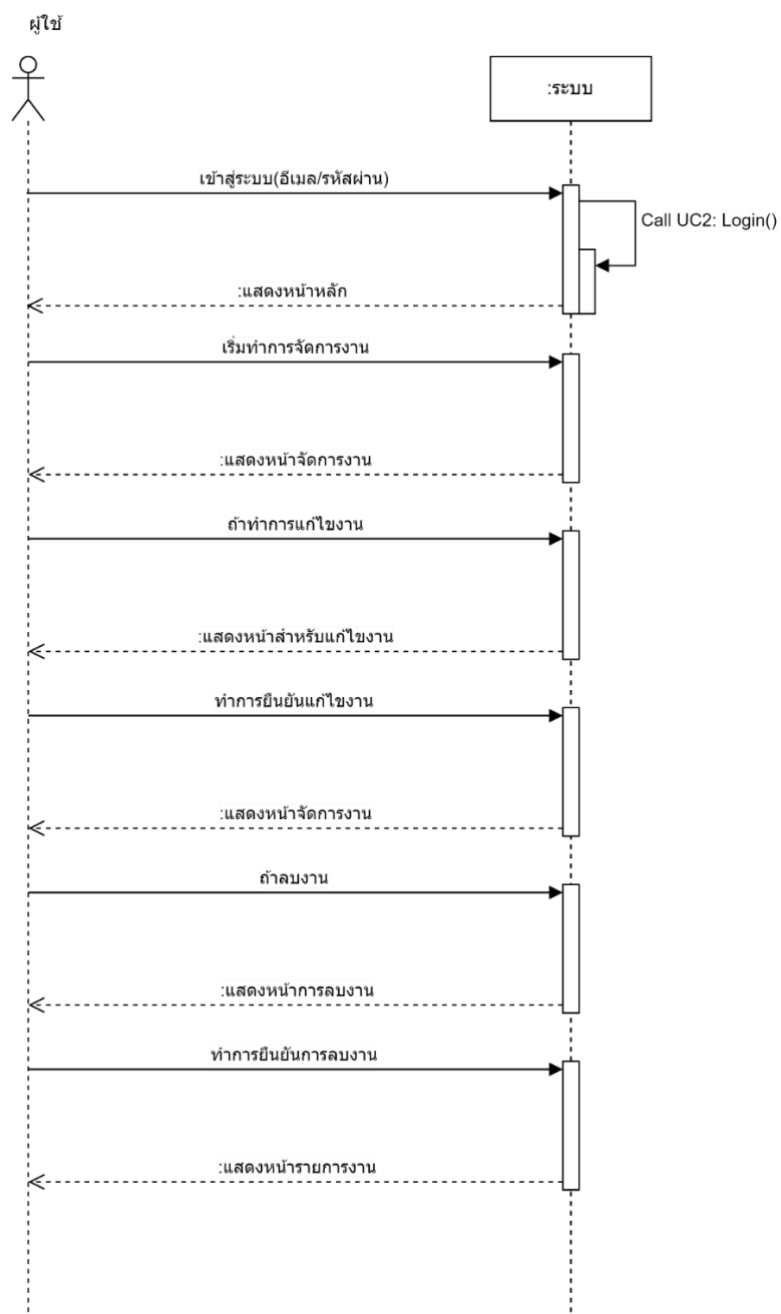 ผู้ใช้
:ระบบ
เข้าสู่ระบบ(อีเมล/รหัสผ่าน)
Call UC2: Login()
:แสดงหน้าหลัก
เริ่มทำการจัดการงาน
:แสดงหน้าจัดการงาน
ถ้าทำการแก้ไขงาน
:แสดงหน้าสำหรับแก้ไขงาน
ทำการยืนยันแก้ไขงาน
:แสดงหน้าจัดการงาน
ถ้าลบงาน
:แสดงหน้าการลบงาน
ทำการยืนยันการลบงาน
:แสดงหน้ารายการงาน